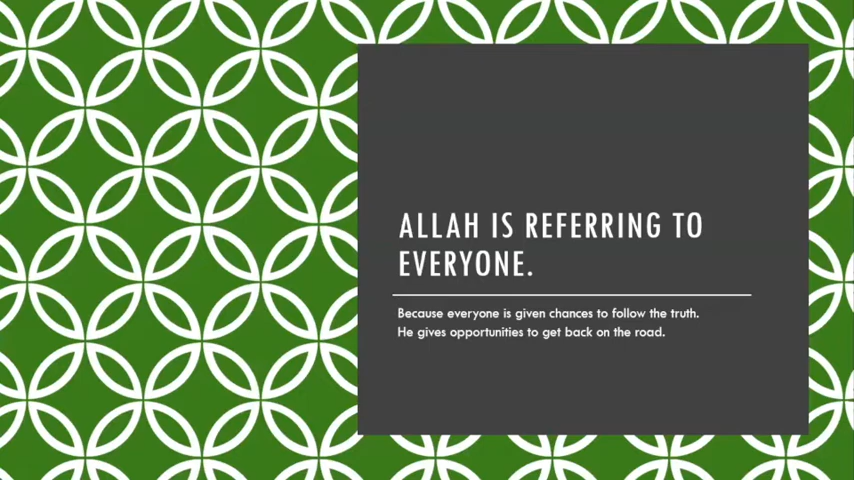 ALLAH IS REFERRING TO
EVERYONE.
Because everyone is given chances to follow the truth.
He gives opportunities to get back on the road.